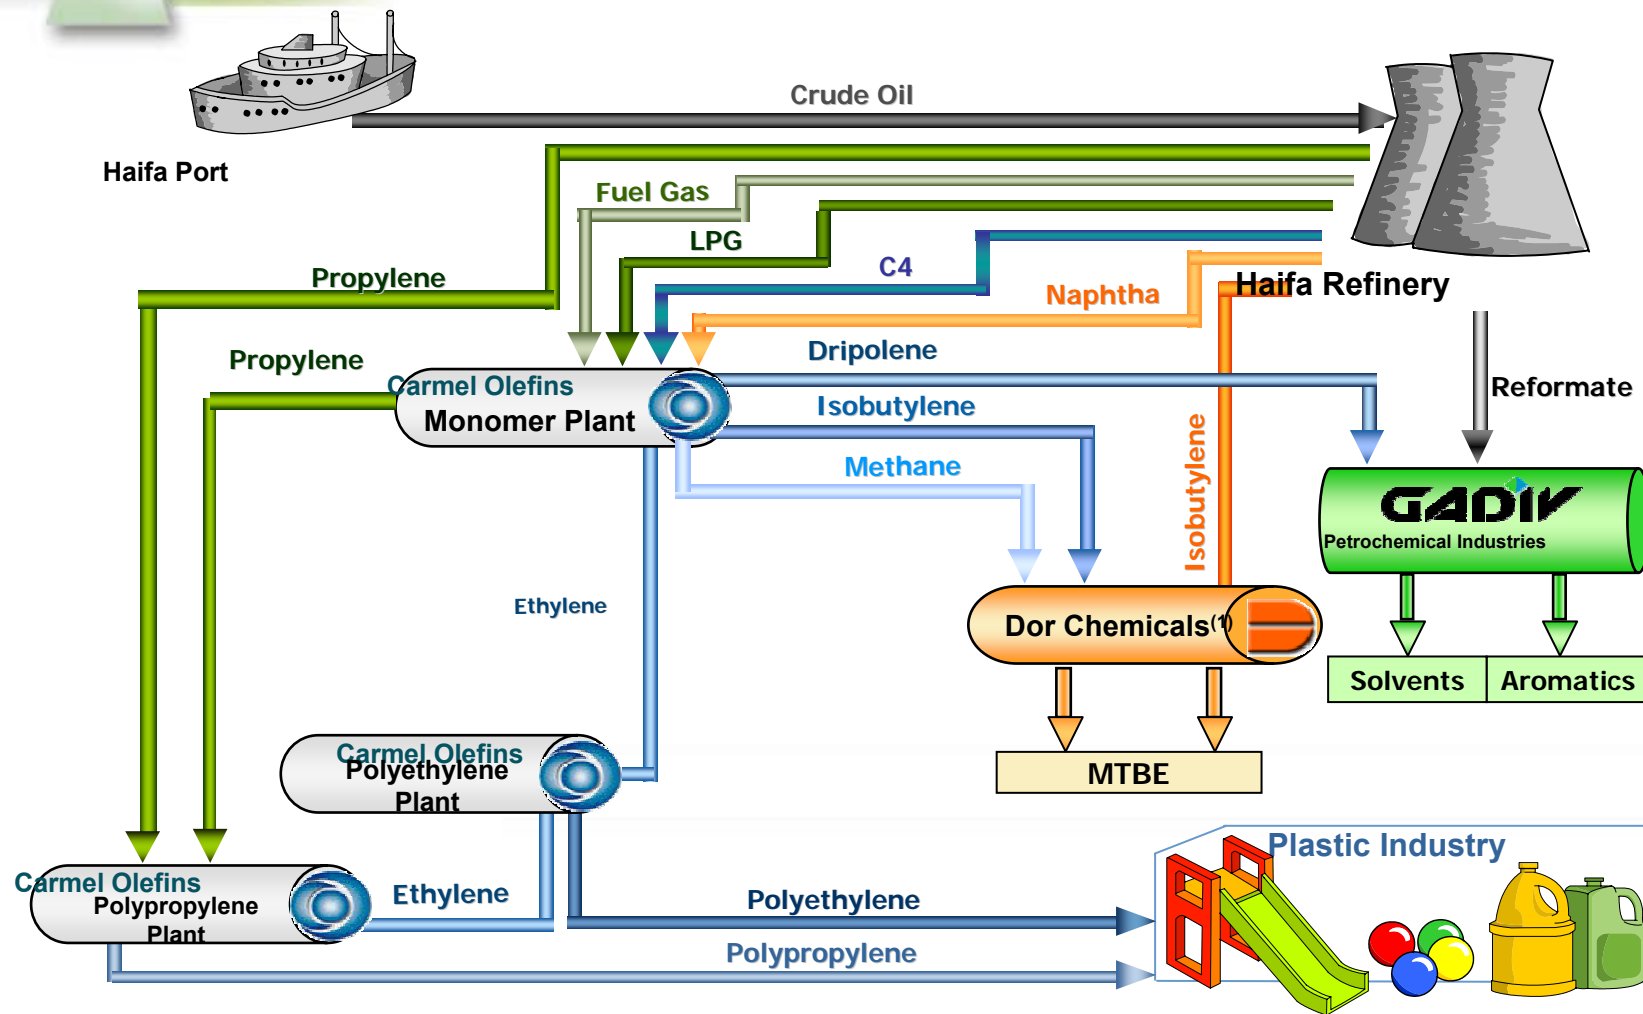 Crude Oil
Haifa Port
Fuel Gas
LPG
C4
Propylene
Naphtha
Haifa Refinery
Propylene
Dripolene
Carmel Olefins
Monomer Plant
Isobutylene
Reformate
Methane
Isobutylene
GADIV
Petrochemical Industries
Ethylene
Dor Chemicals(1)
Solvents
Aromatics
Carmel Olefins
Polyethylene
Plant
MTBE
Plastic Industry
Carmel Olefins
Polypropylene
Plant
Ethylene
Polyethylene
Polypropylene